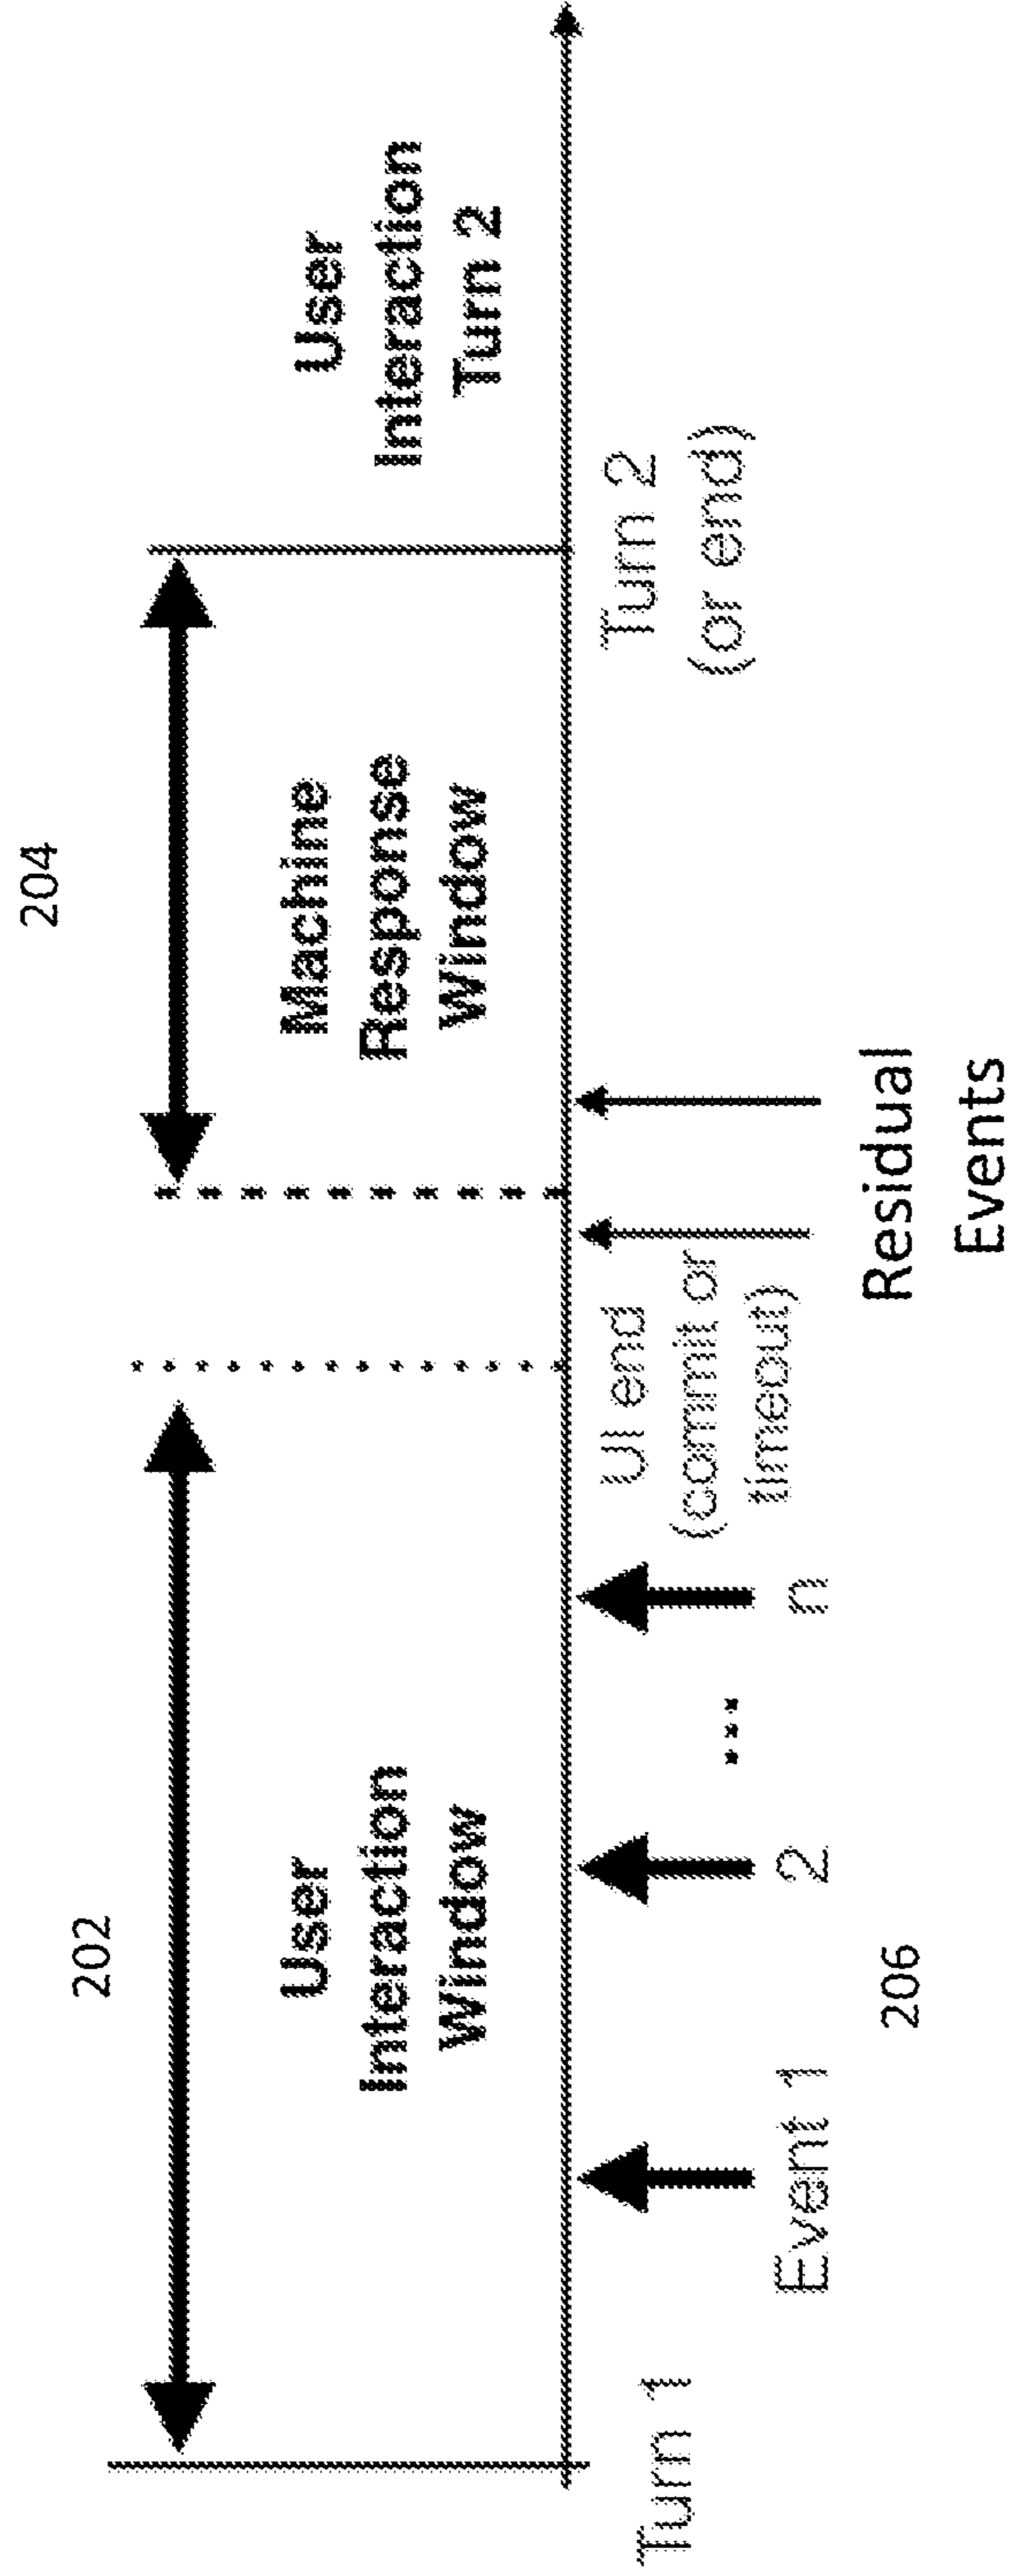 202
204
User
Interaction
Window
Machine
Response
Window
User
Interaction
Turn 2
Turn 1
Event 1
2
...
n
UI end
(commit or
timeout)
Turn 2
(or end)
206
Residual
Events